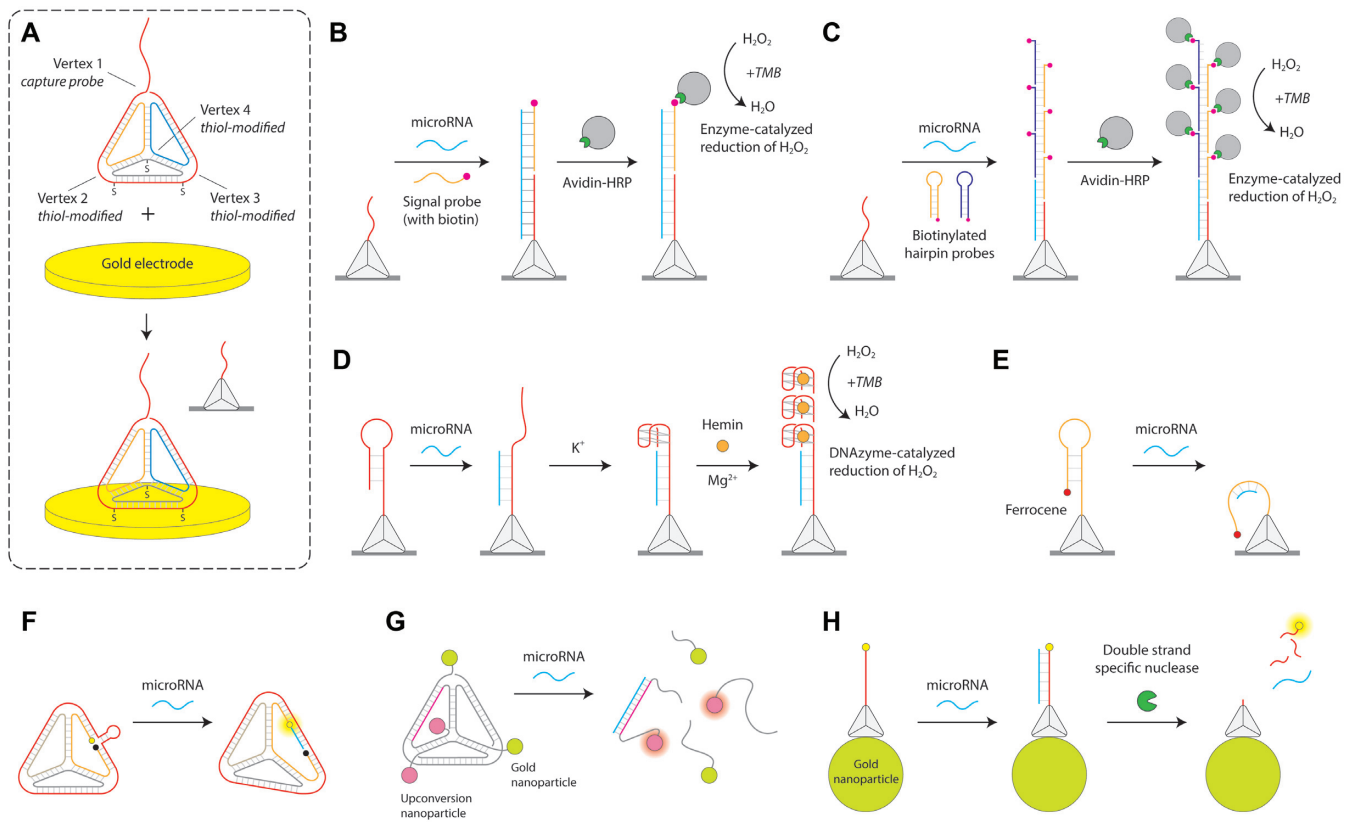 A
Vertex 1
capture probe
Vertex 4
thiol-modified
S
S
S
Vertex 2
thiol-modified
Vertex 3
thiol-modified
+
Gold electrode
S
S
S
B
microRNA
Signal probe
(with biotin)
Avidin-HRP
H₂O₂
+TMB
H₂O
Enzyme-catalyzed
reduction of H₂O₂
C
microRNA
Biotinylated
hairpin probes
Avidin-HRP
H₂O₂
+TMB
H₂O
Enzyme-catalyzed
reduction of H₂O₂
D
microRNA
K⁺
Hemin
Mg²⁺
H₂O₂
+TMB
H₂O
DNAzyme-catalyzed
reduction of H₂O₂
E
microRNA
Ferrocene
F
microRNA
G
microRNA
Gold
nanoparticle
Upconversion
nanoparticle
H
Gold
nanoparticle
microRNA
Double strand
specific nuclease